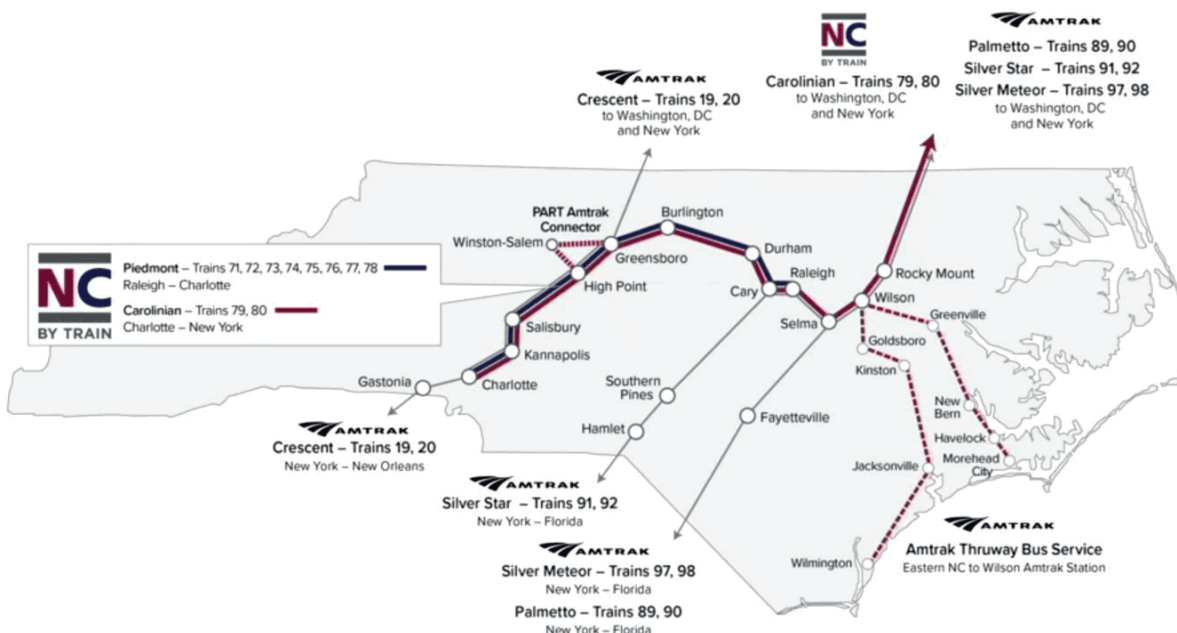 AMTRAK
Palmetto – Trains 89, 90
Silver Star – Trains 91, 92
Silver Meteor – Trains 97, 98
to Washington, DC
and New York
NC
BY TRAIN
Carolinian – Trains 79, 80
to Washington, DC
and New York
AMTRAK
Crescent – Trains 19, 20
to Washington, DC
and New York
PART Amtrak
Connector
Winston-Salem
Burlington
Greensboro
High Point
Durham
Raleigh
Cary
Rocky Mount
Wilson
Selma
Greenville
Goldsboro
Kinston
NC
BY TRAIN
Piedmont – Trains 71, 72, 73, 74, 75, 76, 77, 78
Raleigh – Charlotte
Carolinian – Trains 79, 80
Charlotte – New York
Salisbury
Kannapolis
Charlotte
Gastonia
Southern
Pines
Hamlet
Fayetteville
New
Bern
Havelock
Morehead
City
Jacksonville
Wilmington
AMTRAK
Crescent – Trains 19, 20
New York – New Orleans
AMTRAK
Silver Star – Trains 91, 92
New York – Florida
AMTRAK
Silver Meteor – Trains 97, 98
New York – Florida
Palmetto – Trains 89, 90
New York – Florida
AMTRAK
Amtrak Thruway Bus Service
Eastern NC to Wilson Amtrak Station